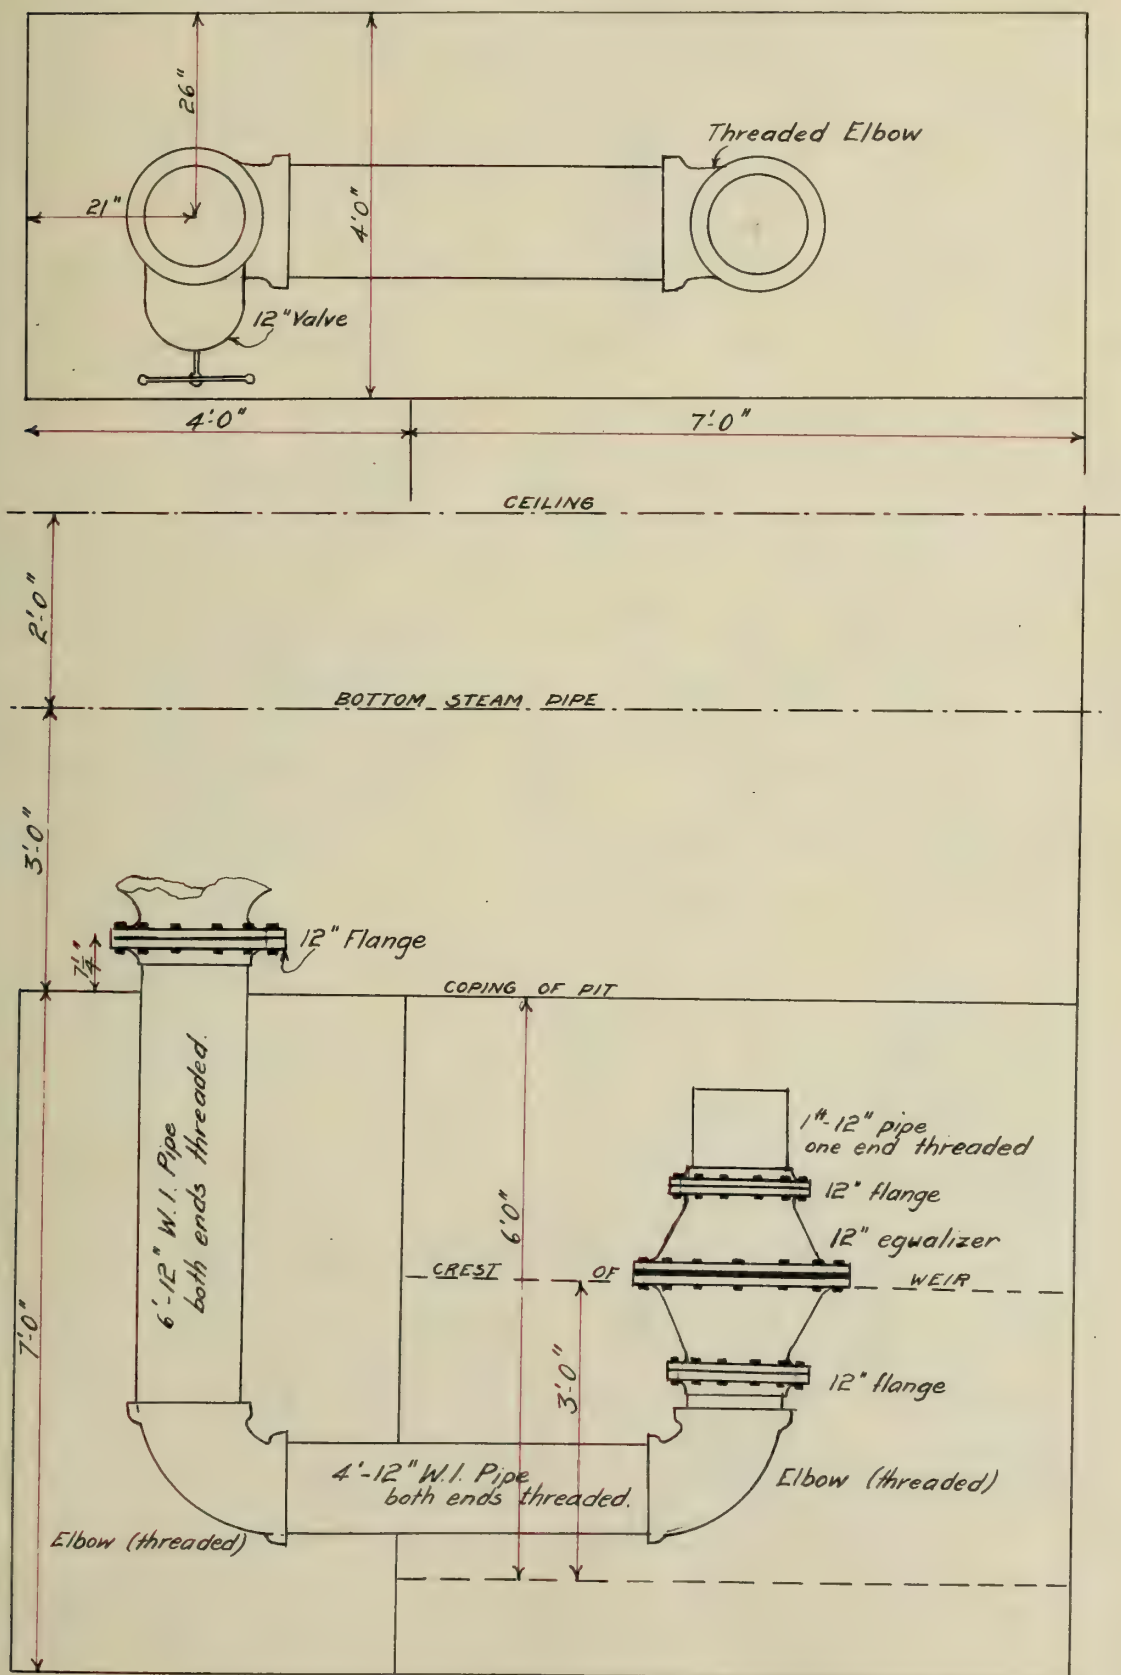 26"
Threaded Elbow
21"
4'0"
12" Valve
4'-0"
7'-0"
CEILING
2'-0"
BOTTOM STEAM PIPE
3'-0"
12" Flange
7 1/4"
COPING OF PIT
6'-12" W.I. Pipe
both ends threaded.
1ft-12" pipe
one end threaded
12" flange
6'0"
12" equalizer
CREST OF WEIR
7'-0"
3'-0"
12" flange
4'-12" W.I. Pipe
both ends threaded.
Elbow (threaded)
Elbow (threaded)